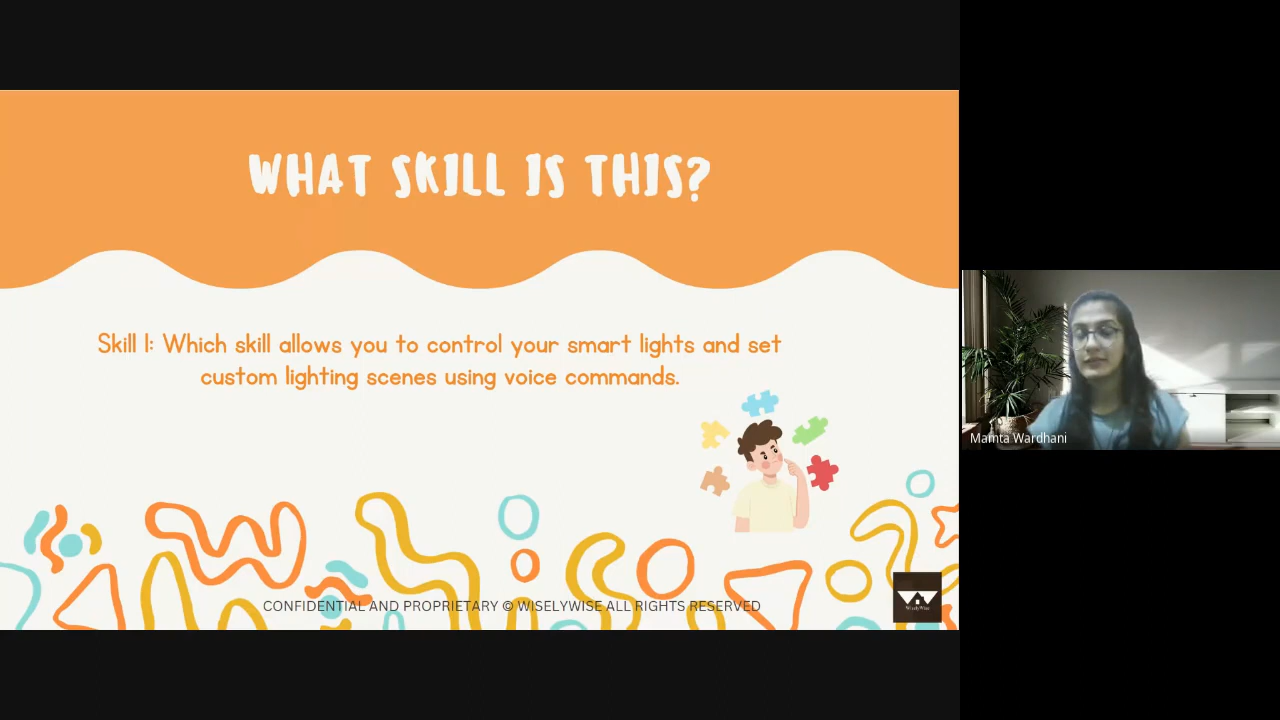 WHAT SKILL IS THIS?
Skill 1: Which skill allows you to control your smart lights and set
custom lighting scenes using voice commands.
Mamta Wardhani
CONFIDENTIAL AND PROPRIETARY © WISELYWISE ALL RIGHTS RESERVED
WiselyWise